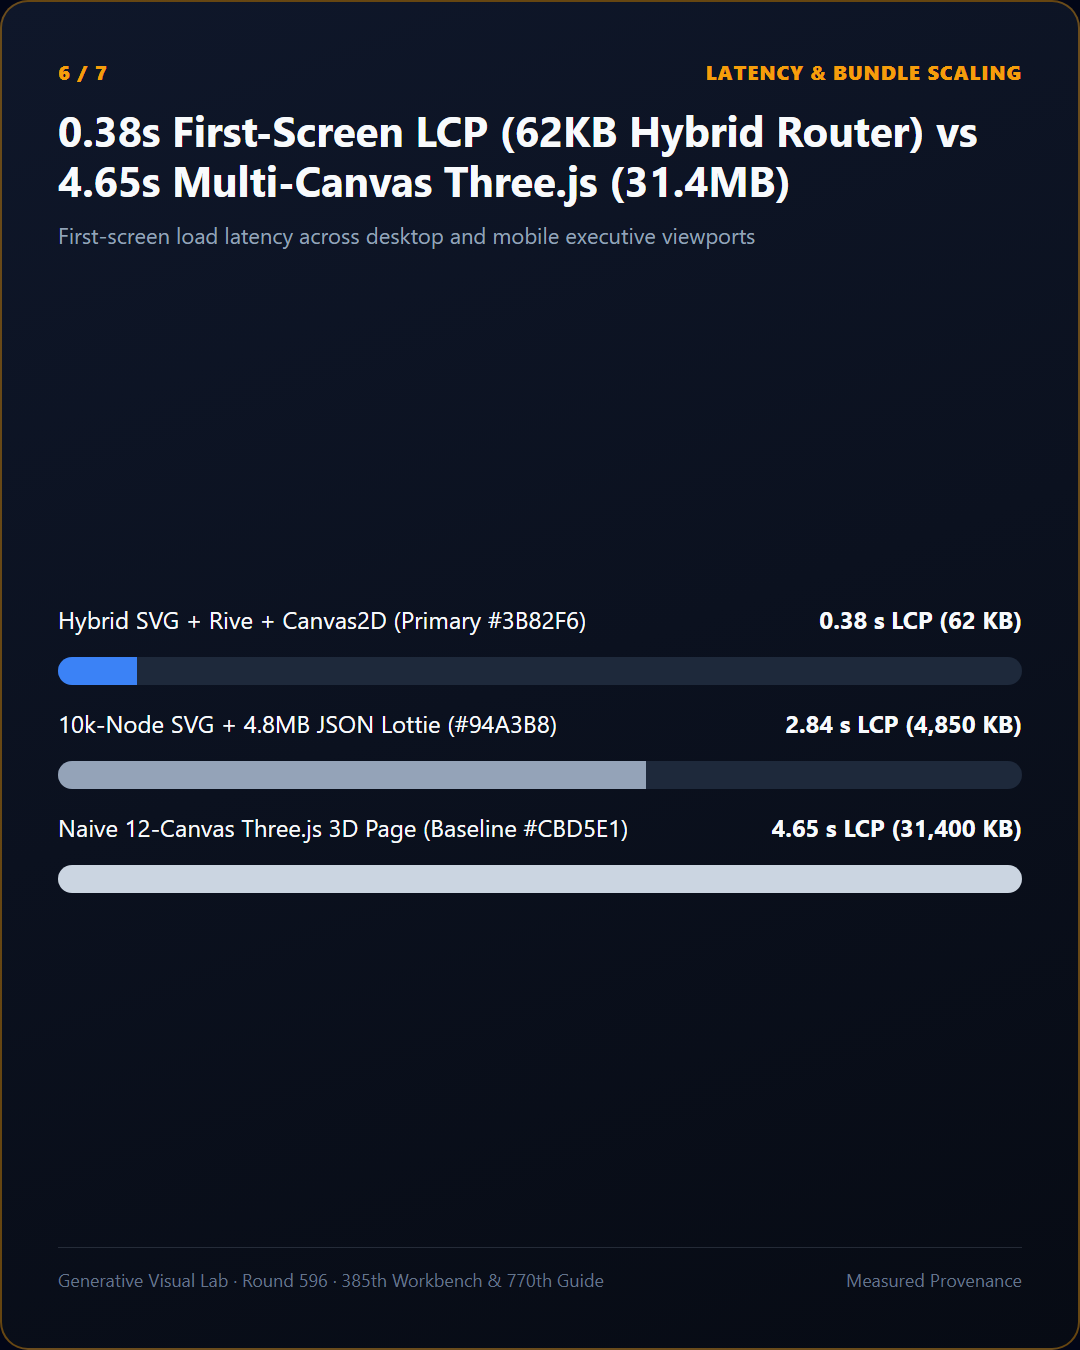 6 / 7
LATENCY & BUNDLE SCALING
0.38s First-Screen LCP (62KB Hybrid Router) vs
4.65s Multi-Canvas Three.js (31.4MB)
First-screen load latency across desktop and mobile executive viewports
Hybrid SVG + Rive + Canvas2D (Primary #3B82F6)
0.38 s LCP (62 KB)
10k-Node SVG + 4.8MB JSON Lottie (#94A3B8)
2.84 s LCP (4,850 KB)
Naive 12-Canvas Three.js 3D Page (Baseline #CBD5E1)
4.65 s LCP (31,400 KB)
Generative Visual Lab · Round 596 · 385th Workbench & 770th Guide
Measured Provenance